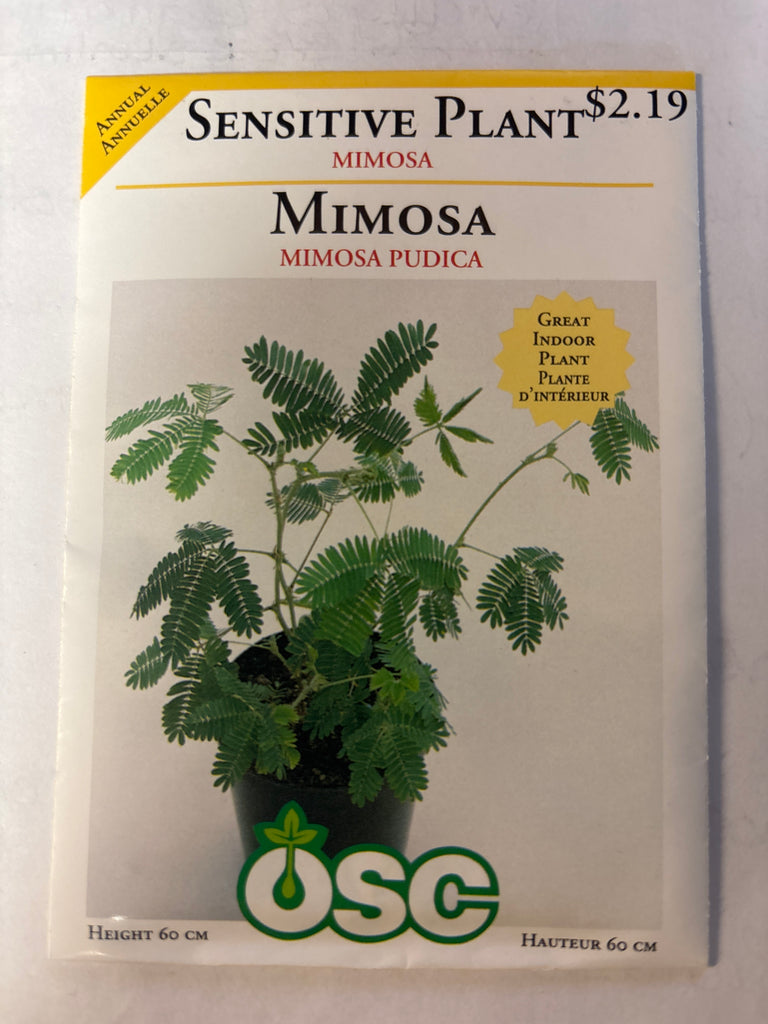 ANNUAL
ANNUELLE
SENSITIVE PLANT
$2.19
MIMOSA
MIMOSA
MIMOSA PUDICA
GREAT
INDOOR
PLANT
PLANTE
D'INTÉRIEUR
OSC
HEIGHT 60 CM
HAUTEUR 60 CM